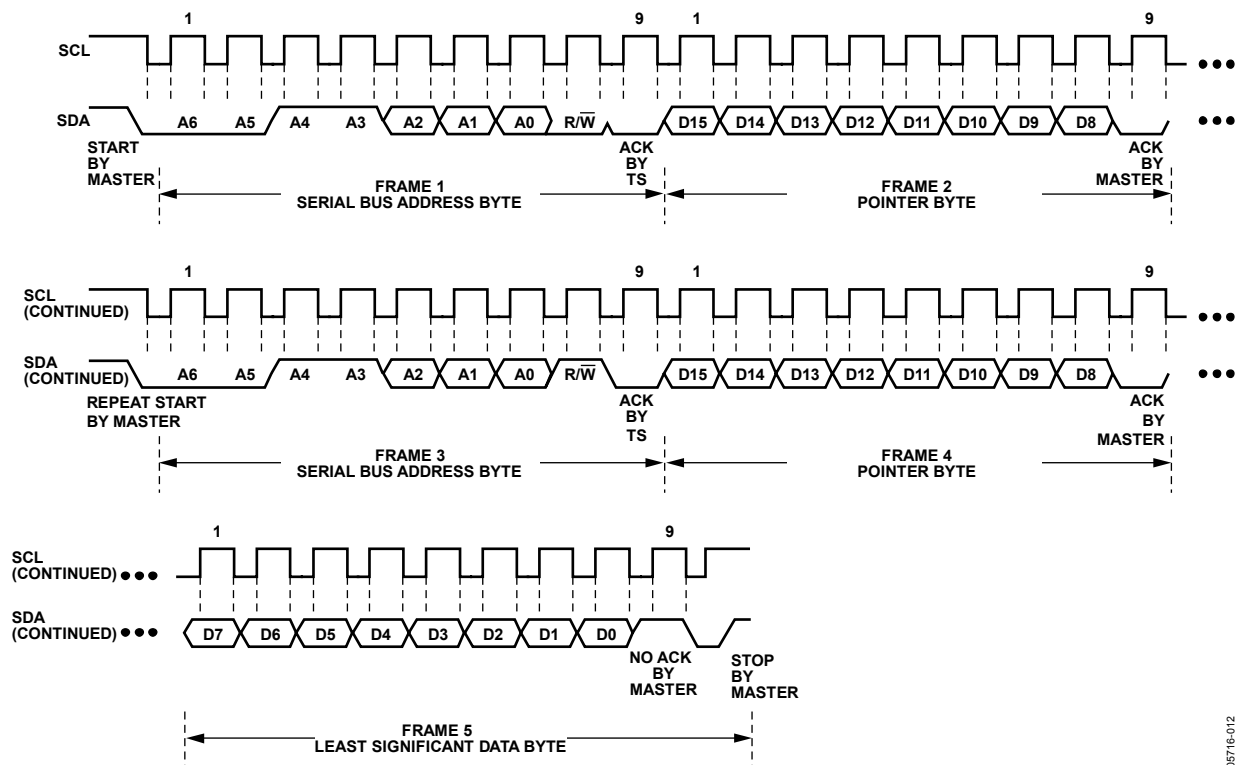 1 9 1 9
SCL
SDA A6 A5 A4 A3 A2 A1 A0 R/W̅ D15 D14 D13 D12 D11 D10 D9 D8
START
BY
MASTER
ACK
BY
TS
ACK
BY
MASTER
FRAME 1
SERIAL BUS ADDRESS BYTE
FRAME 2
POINTER BYTE
1 9 1 9
SCL
(CONTINUED)
SDA
(CONTINUED)
A6 A5 A4 A3 A2 A1 A0 R/W̅ D15 D14 D13 D12 D11 D10 D9 D8
REPEAT START
BY MASTER
ACK
BY
TS
ACK
BY
MASTER
FRAME 3
SERIAL BUS ADDRESS BYTE
FRAME 4
POINTER BYTE
1 9
SCL
(CONTINUED)
SDA
(CONTINUED)
D7 D6 D5 D4 D3 D2 D1 D0
NO ACK
BY
MASTER
STOP
BY
MASTER
FRAME 5
LEAST SIGNIFICANT DATA BYTE
05716-012